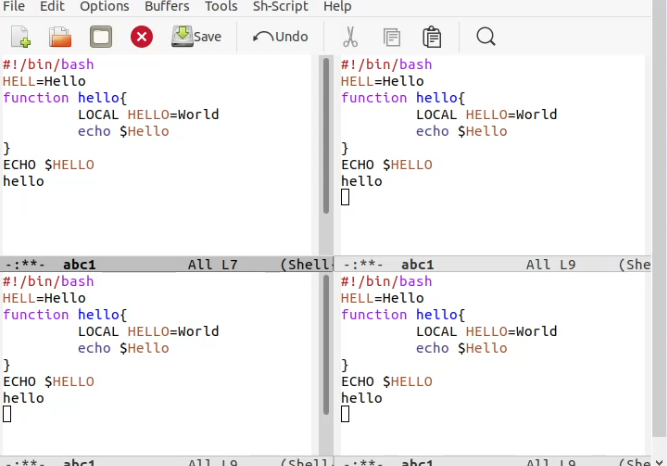 File Edit Options Buffers Tools Sh-Script Help
Save Undo
#!/bin/bash
HELL=Hello
function hello{
LOCAL HELLO=World
echo $Hello
}
ECHO $HELLO
hello
-:**- abc1 All L7 (Shell-
#!/bin/bash
HELL=Hello
function hello{
LOCAL HELLO=World
echo $Hello
}
ECHO $HELLO
hello
-:**- abc1 All L9 (She
#!/bin/bash
HELL=Hello
function hello{
LOCAL HELLO=World
echo $Hello
}
ECHO $HELLO
hello
-:**- abc1 All L9 (Shell-
#!/bin/bash
HELL=Hello
function hello{
LOCAL HELLO=World
echo $Hello
}
ECHO $HELLO
hello
-:**- abc1 All L9 (She